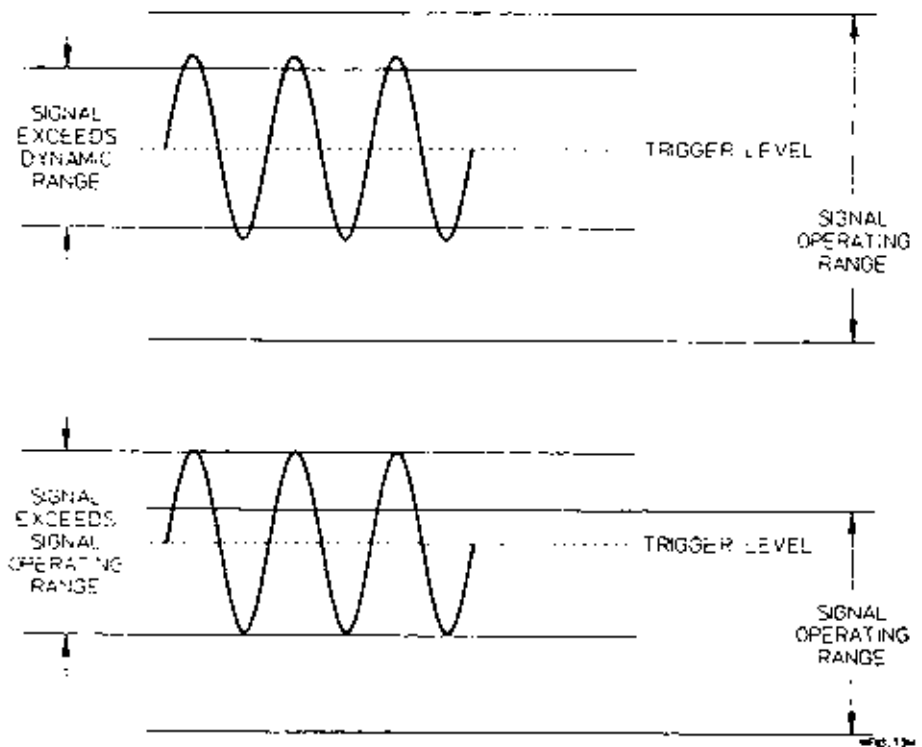 SIGNAL
EXCEEDS
DYNAMIC
RANGE
TRIGGER LEVEL
SIGNAL
OPERATING
RANGE
SIGNAL
EXCEEDS
SIGNAL
OPERATING
RANGE
TRIGGER LEVEL
SIGNAL
OPERATING
RANGE